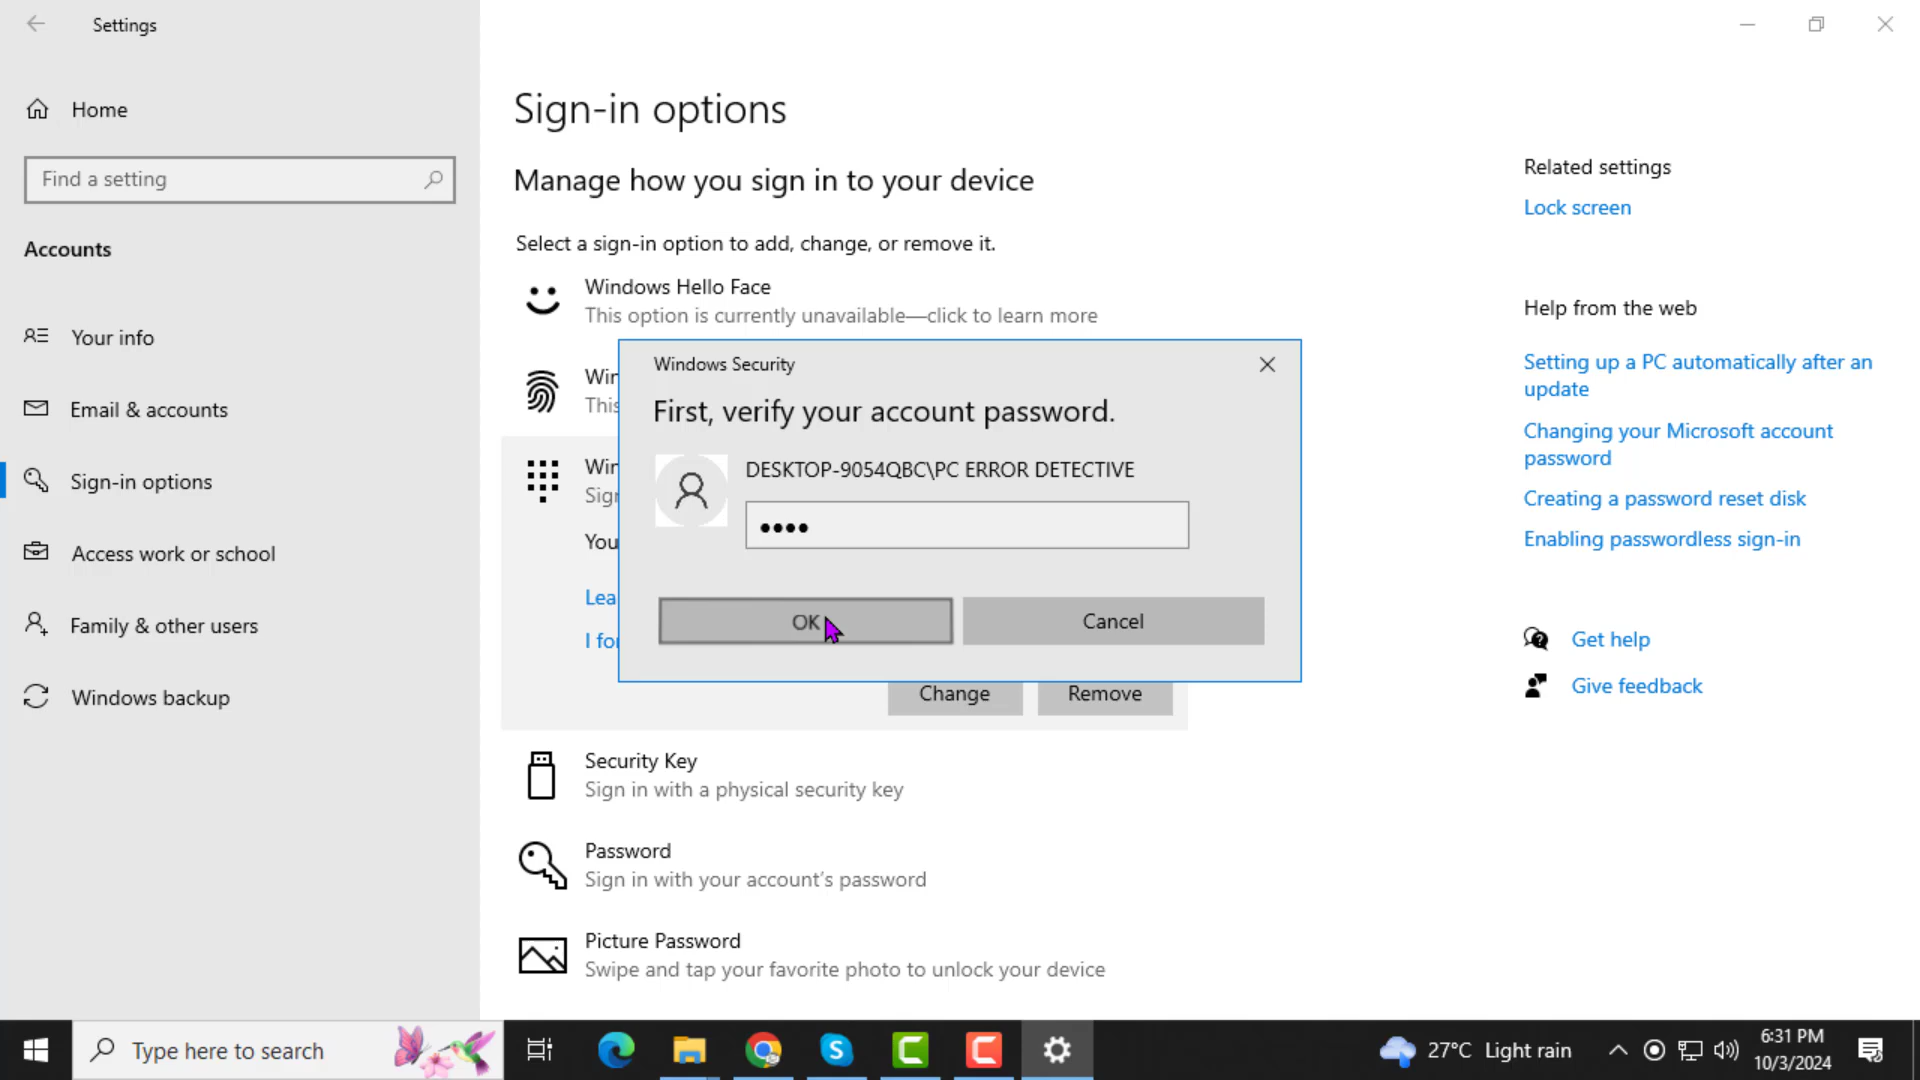 Settings
Home
Find a setting
Accounts
Your info
Email & accounts
Sign-in options
Access work or school
Family & other users
Windows backup
Sign-in options
Manage how you sign in to your device
Select a sign-in option to add, change, or remove it.
Windows Hello Face
This option is currently unavailable—click to learn more
Win
This
Win
Sign
You
Lea
I for
Windows Security
First, verify your account password.
DESKTOP-9054QBC\PC ERROR DETECTIVE
••••
OK
Cancel
Change
Remove
Security Key
Sign in with a physical security key
Password
Sign in with your account's password
Picture Password
Swipe and tap your favorite photo to unlock your device
Related settings
Lock screen
Help from the web
Setting up a PC automatically after an
update
Changing your Microsoft account
password
Creating a password reset disk
Enabling passwordless sign-in
Get help
Give feedback
Type here to search
27°C Light rain
6:31 PM
10/3/2024